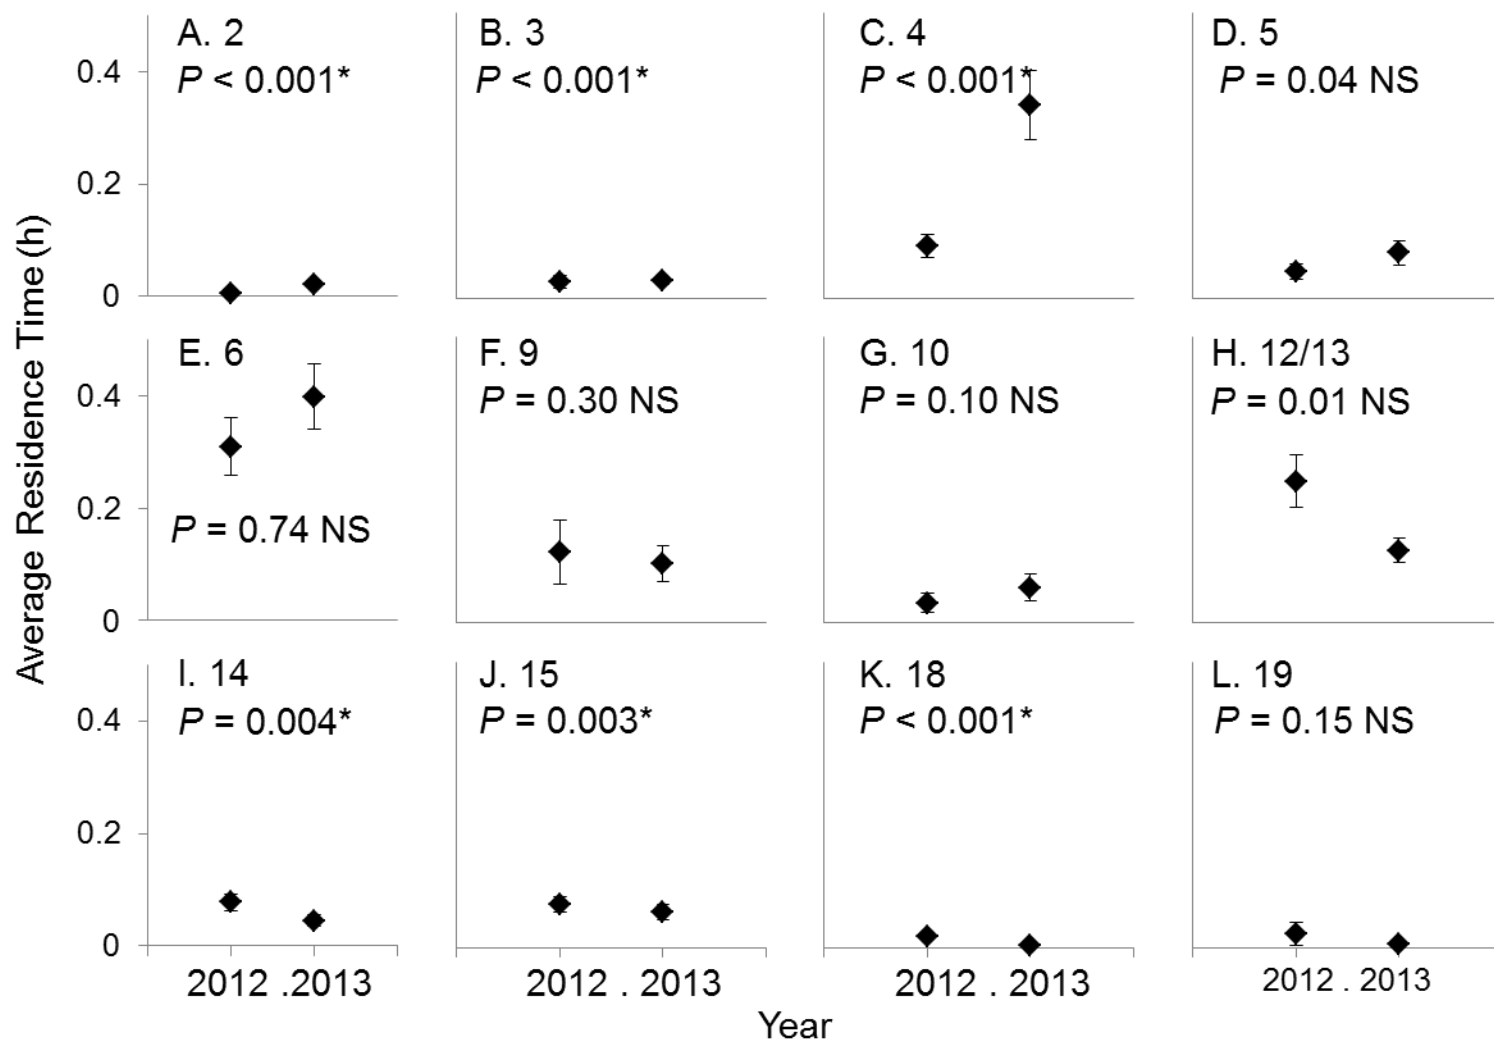 Average Residence Time (h)
A. 2
P < 0.001*
B. 3
P < 0.001*
C. 4
P < 0.001*
D. 5
P = 0.04 NS
0.4
0.2
0
E. 6
P = 0.74 NS
F. 9
P = 0.30 NS
G. 10
P = 0.10 NS
H. 12/13
P = 0.01 NS
0.4
0.2
0
I. 14
P = 0.004*
J. 15
P = 0.003*
K. 18
P < 0.001*
L. 19
P = 0.15 NS
0.4
0.2
0
2012 .2013
2012 . 2013
2012 . 2013
2012 . 2013
Year